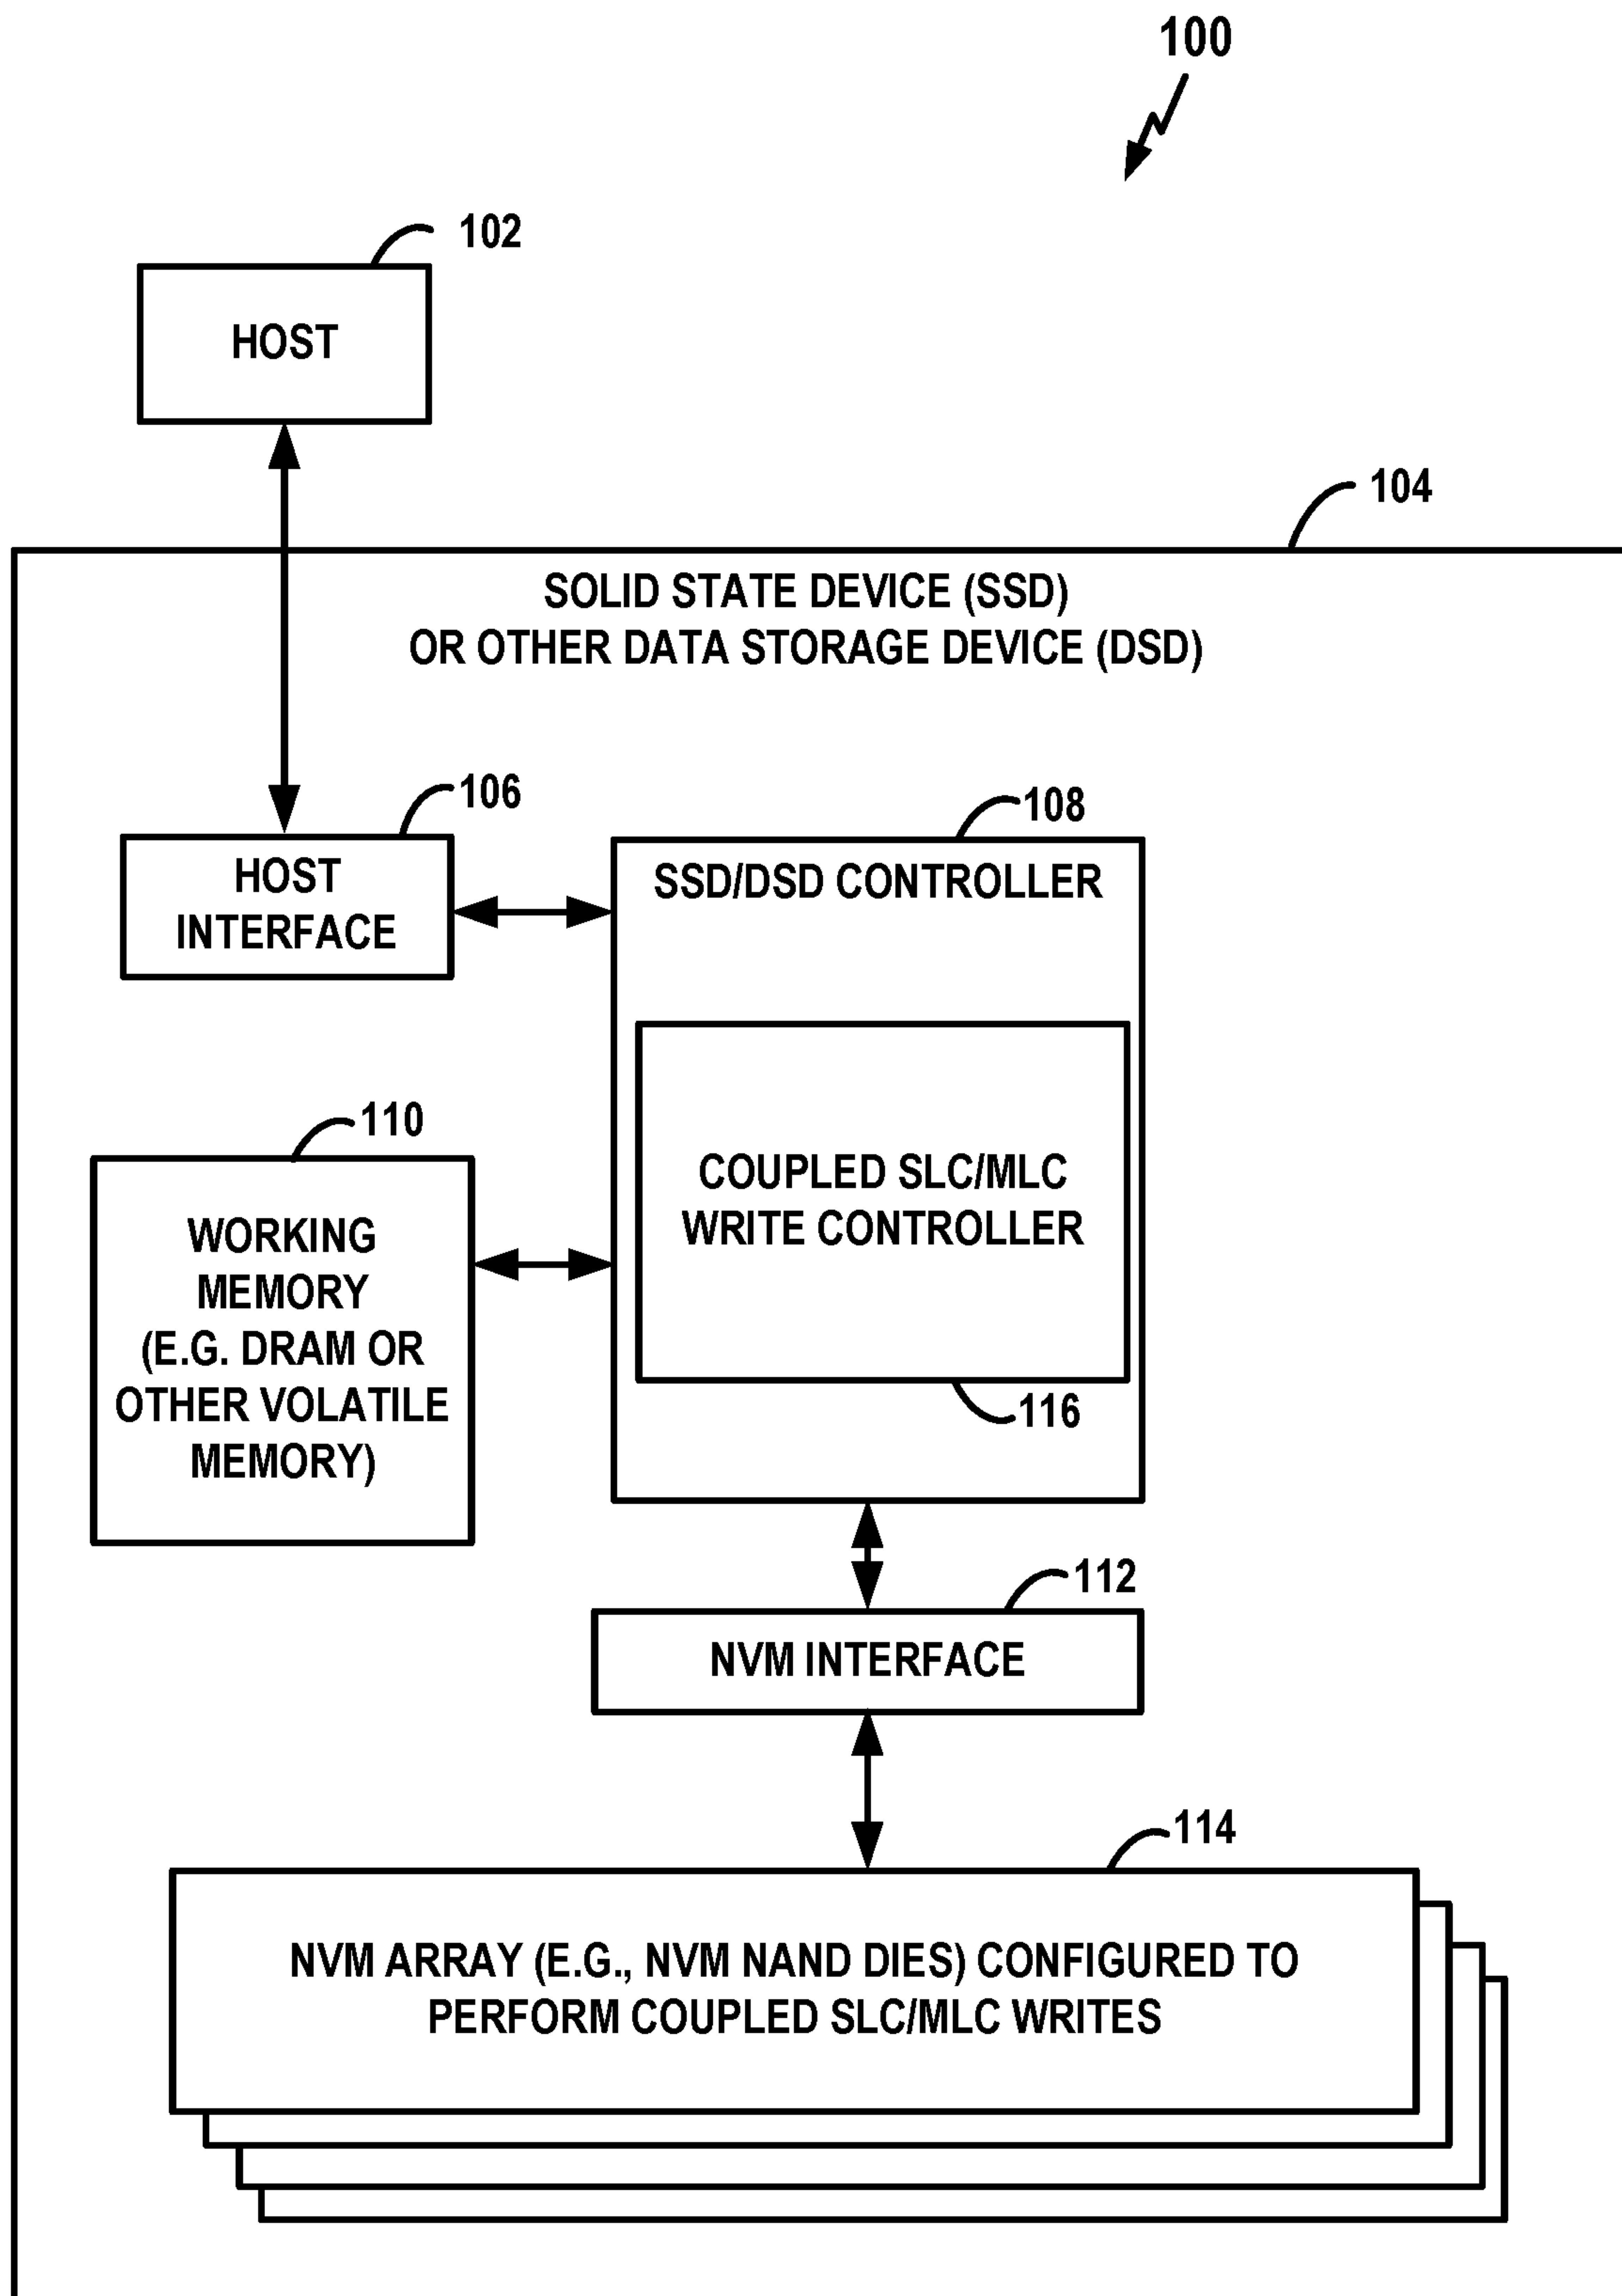 100
102
HOST
104
SOLID STATE DEVICE (SSD)
OR OTHER DATA STORAGE DEVICE (DSD)
106
HOST
INTERFACE
108
SSD/DSD CONTROLLER
110
WORKING
MEMORY
(E.G. DRAM OR
OTHER VOLATILE
MEMORY)
COUPLED SLC/MLC
WRITE CONTROLLER
116
112
NVM INTERFACE
114
NVM ARRAY (E.G., NVM NAND DIES) CONFIGURED TO
PERFORM COUPLED SLC/MLC WRITES